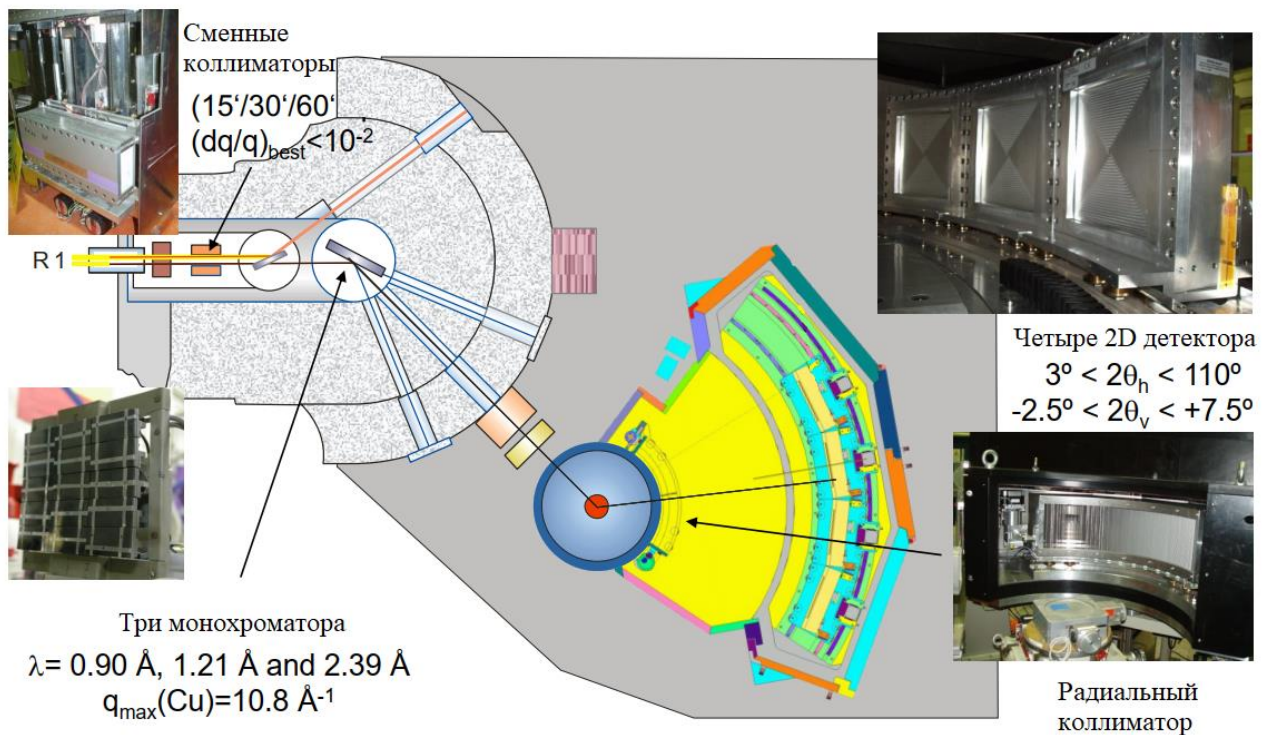 Сменные
коллиматоры
(15‘/30‘/60‘
(dq/q)best<10-2
R 1
Четыре 2D детектора
3º < 2θh < 110º
-2.5º < 2θv < +7.5º
Три монохроматора
λ= 0.90 Å, 1.21 Å and 2.39 Å
qmax(Cu)=10.8 Å-1
Радиальный
коллиматор